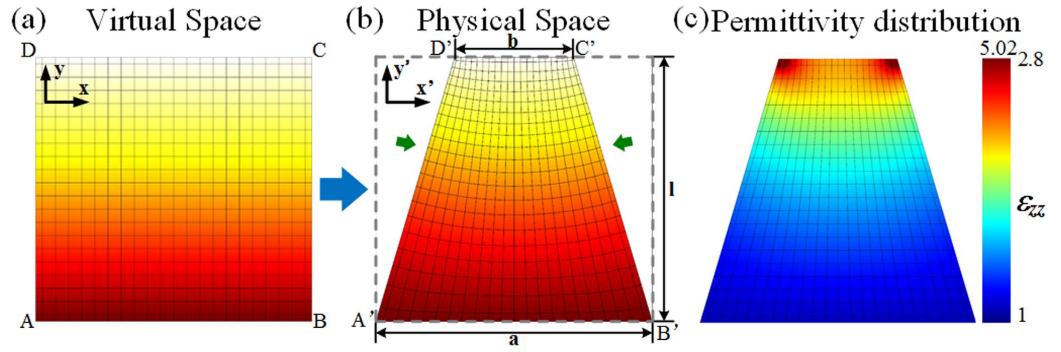 (a) Virtual Space
D C
y
x
A B
(b) Physical Space
D' b C'
y'
x'
l
A' B'
a
(c) Permittivity distribution
5.02
2.8
εzz
1